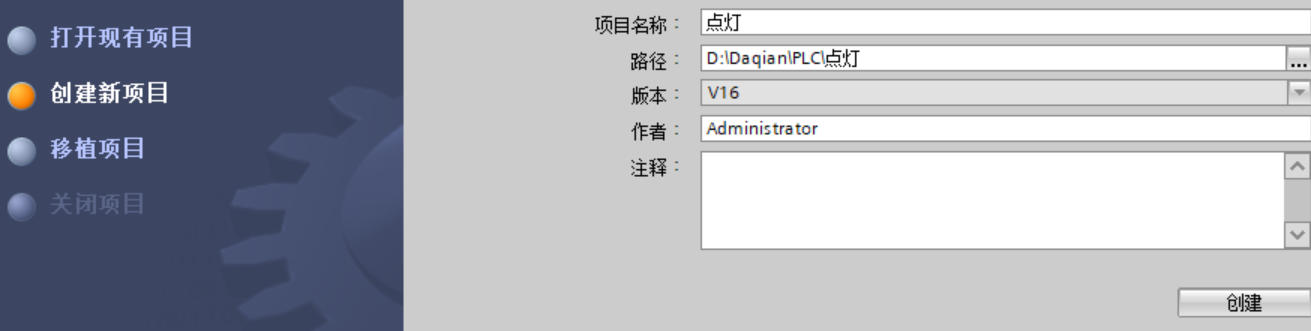 打开现有项目
创建新项目
移植项目
关闭项目
项目名称：
点灯
路径：
D:\Daqian\PLC\点灯
...
版本：
V16
作者：
Administrator
注释：
创建